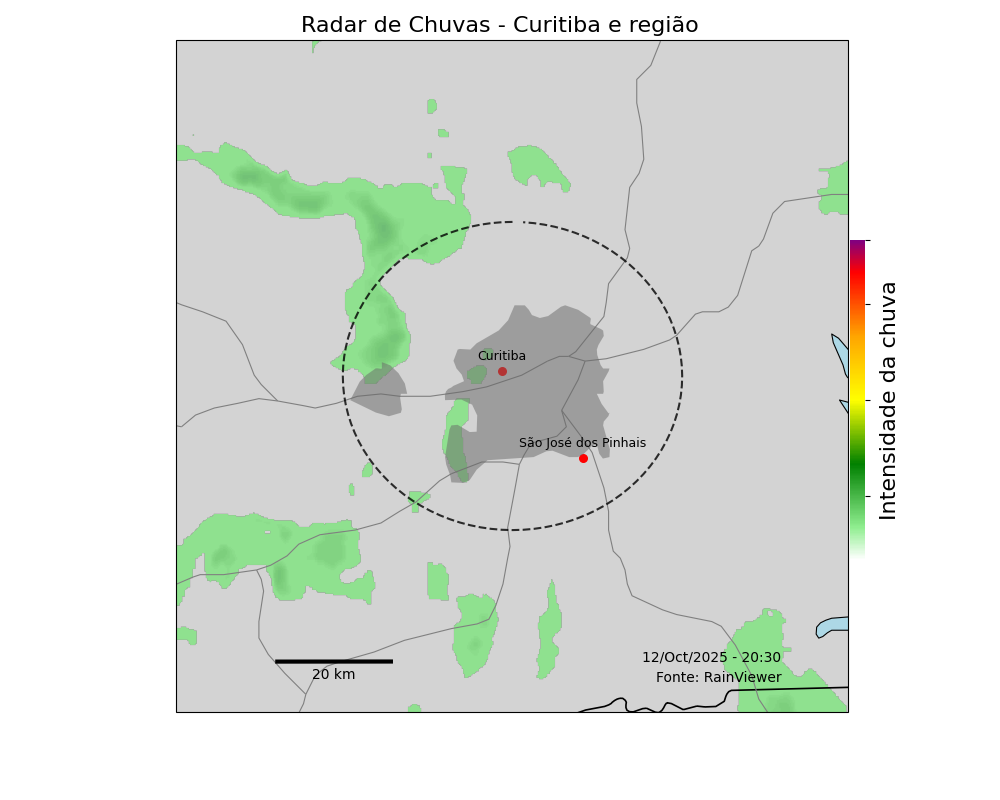 Radar de Chuvas - Curitiba e região
Curitiba
São José dos Pinhais
Intensidade da chuva
12/Oct/2025 - 20:30
20 km
Fonte: RainViewer